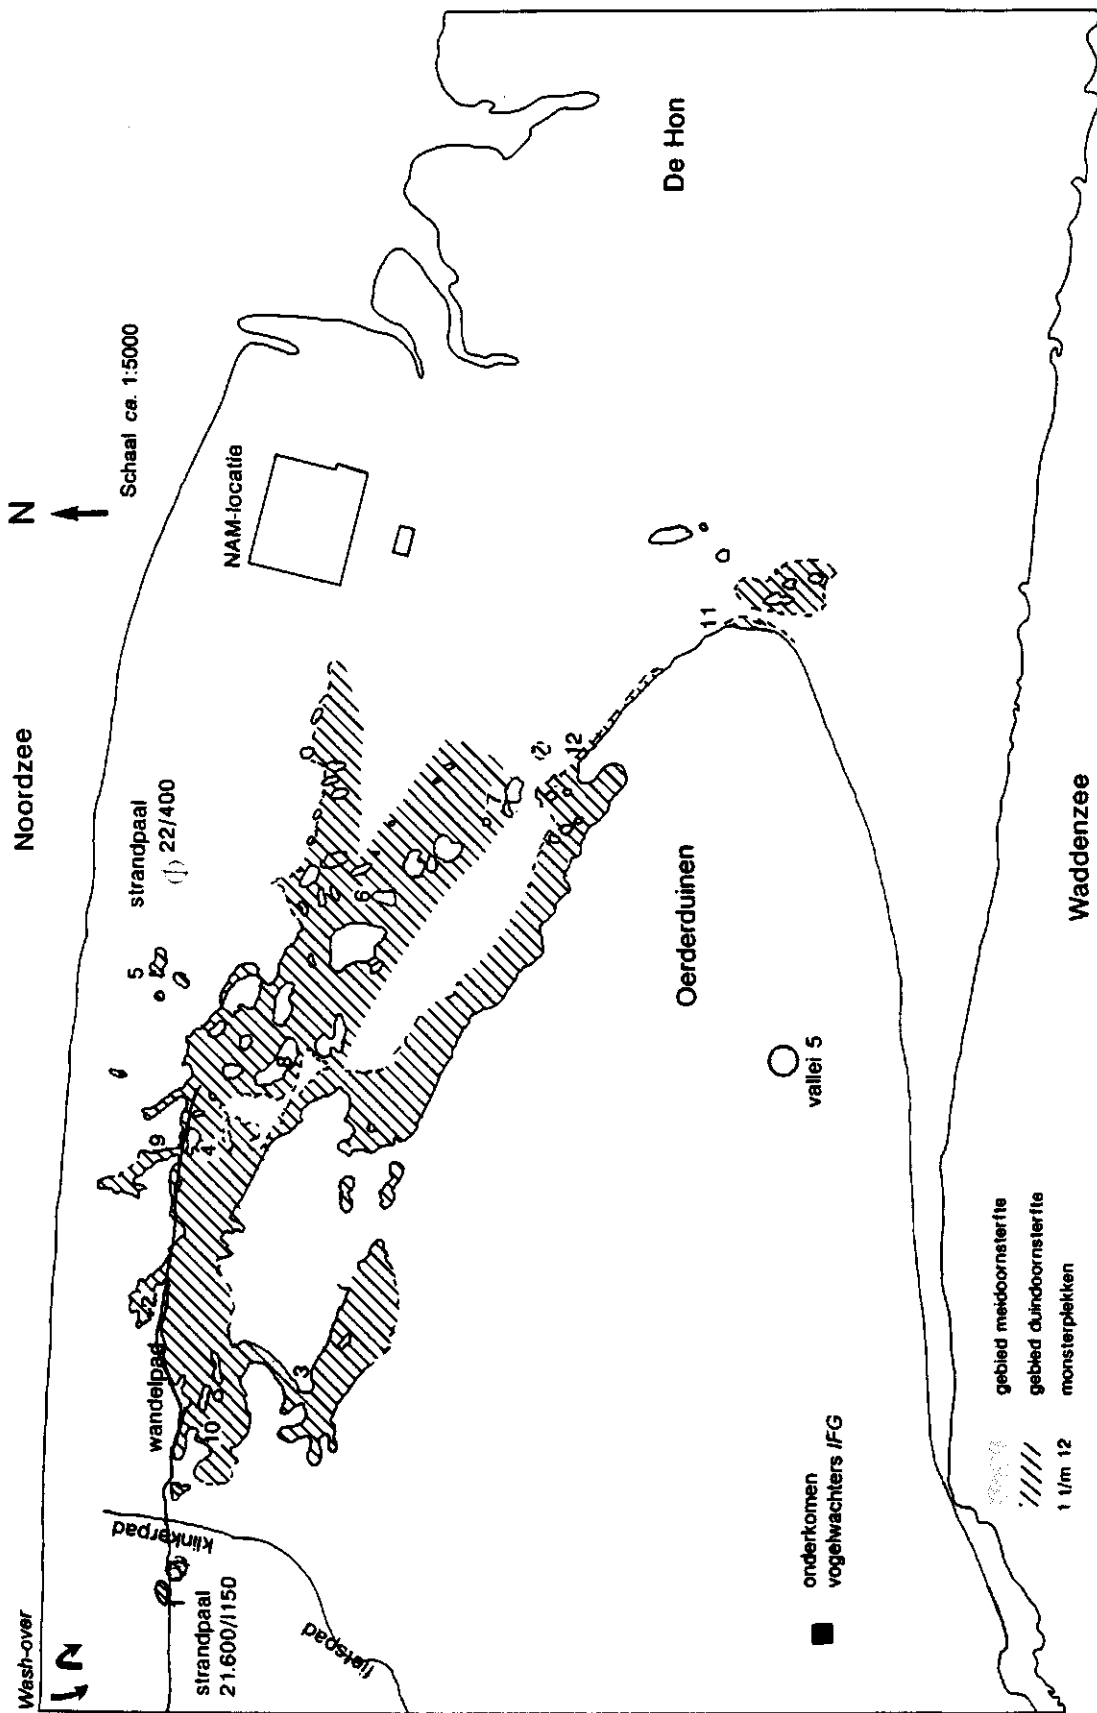 Noordzee
N
Schaal ca. 1:5000
Wash-over
strandpaal
21.600/1150
klinkerpad
fietspad
wandelpad
strandpaal
22/400
NAM-locatie
De Hon
1
2
3
4
5
6
7
8
9
10
11
12
Oerderduinen
vallei 5
Waddenzee
onderkomen
vogelwachters IFG
gebied meidoornsterfte
gebied duindoornsterfte
1 t/m 12 monsterplekken